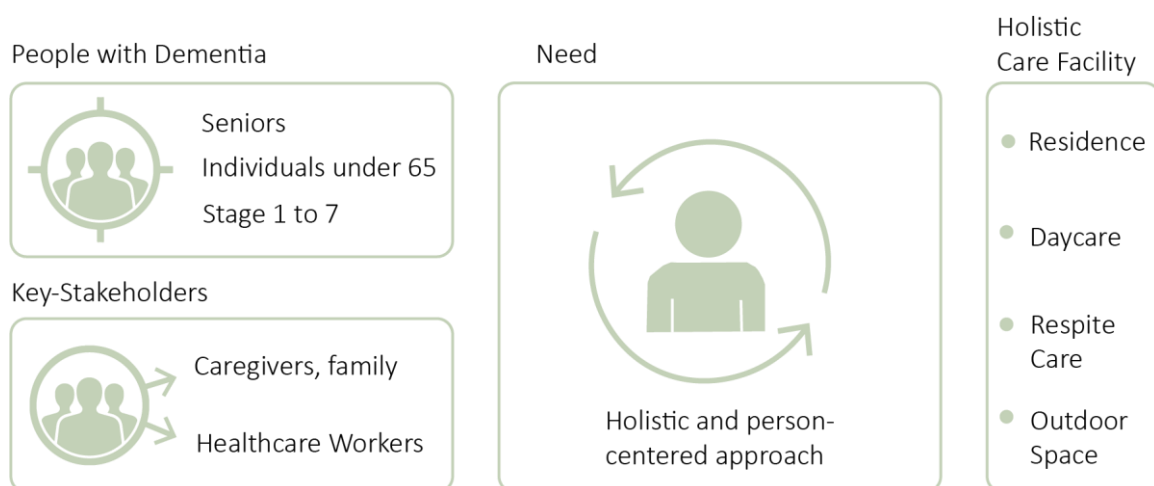 People with Dementia
Seniors
Individuals under 65
Stage 1 to 7
Key-Stakeholders
Caregivers, family
Healthcare Workers
Need
Holistic and person-
centered approach
Holistic
Care Facility
Residence
Daycare
Respite
Care
Outdoor
Space